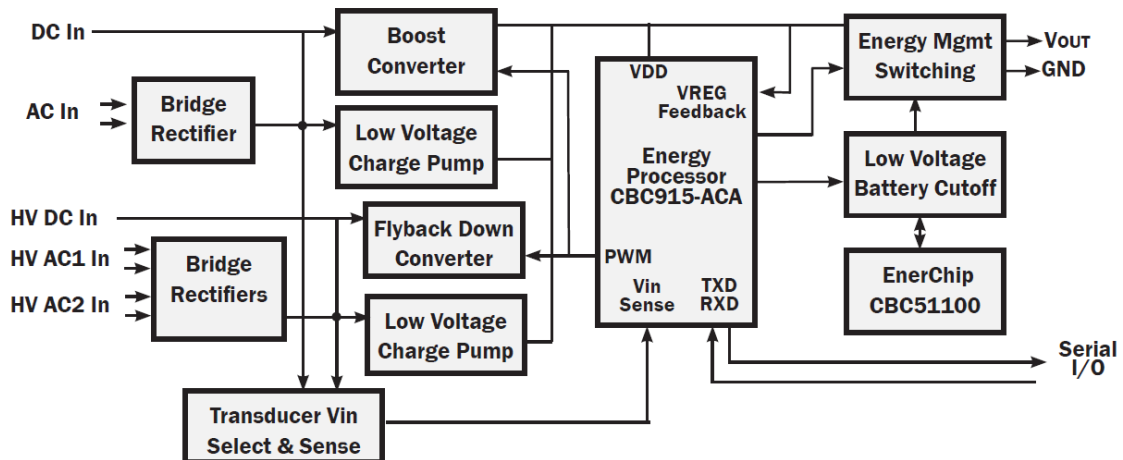 DC In
Boost
Converter
Energy Mgmt
Switching
VOUT
GND
AC In
Bridge
Rectifier
Low Voltage
Charge Pump
VDD
VREG
Feedback
Energy
Processor
CBC915-ACA
PWM
Vin
Sense
TXD
RXD
Low Voltage
Battery Cutoff
HV DC In
HV AC1 In
HV AC2 In
Bridge
Rectifiers
Flyback Down
Converter
Low Voltage
Charge Pump
EnerChip
CBC51100
Serial
I/O
Transducer Vin
Select & Sense